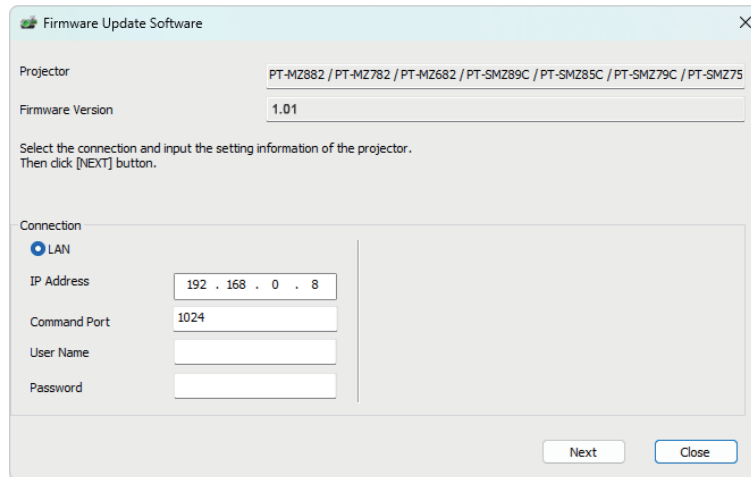 Firmware Update Software
Projector
PT-MZ882 / PT-MZ782 / PT-MZ682 / PT-SMZ89C / PT-SMZ85C / PT-SMZ79C / PT-SMZ75
Firmware Version
1.01
Select the connection and input the setting information of the projector.
Then click [NEXT] button.
Connection
LAN
IP Address
192 . 168 . 0 . 8
Command Port
1024
User Name
Password
Next
Close